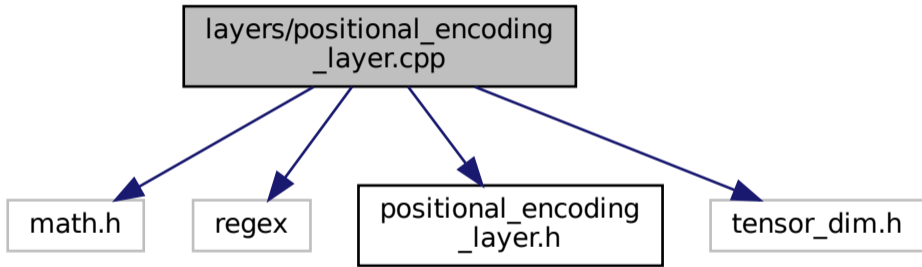 layers/positional_encoding
_layer.cpp
math.h
regex
positional_encoding
_layer.h
tensor_dim.h